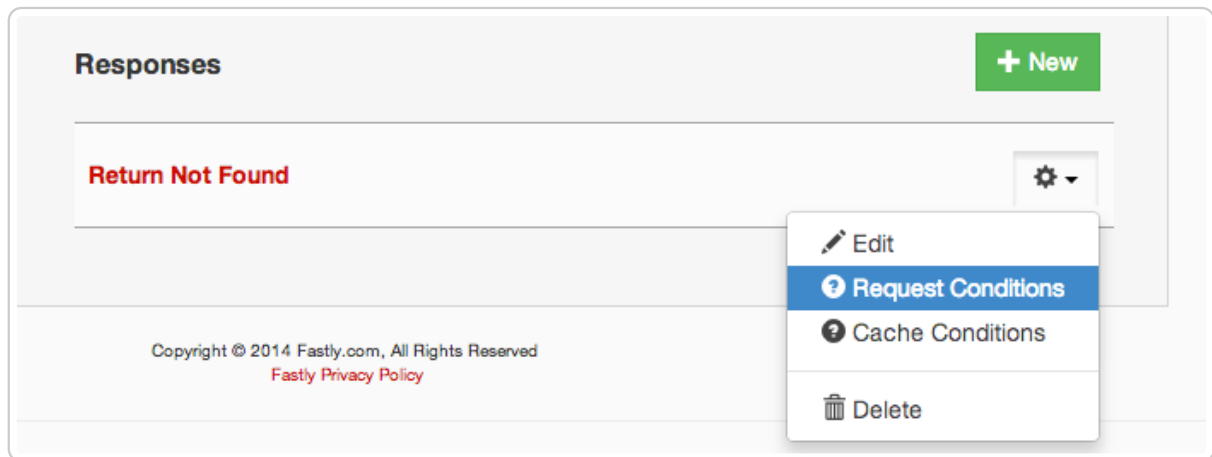 Responses
+ New
Return Not Found
Edit
Request Conditions
Cache Conditions
Delete
Copyright © 2014 Fastly.com, All Rights Reserved
Fastly Privacy Policy